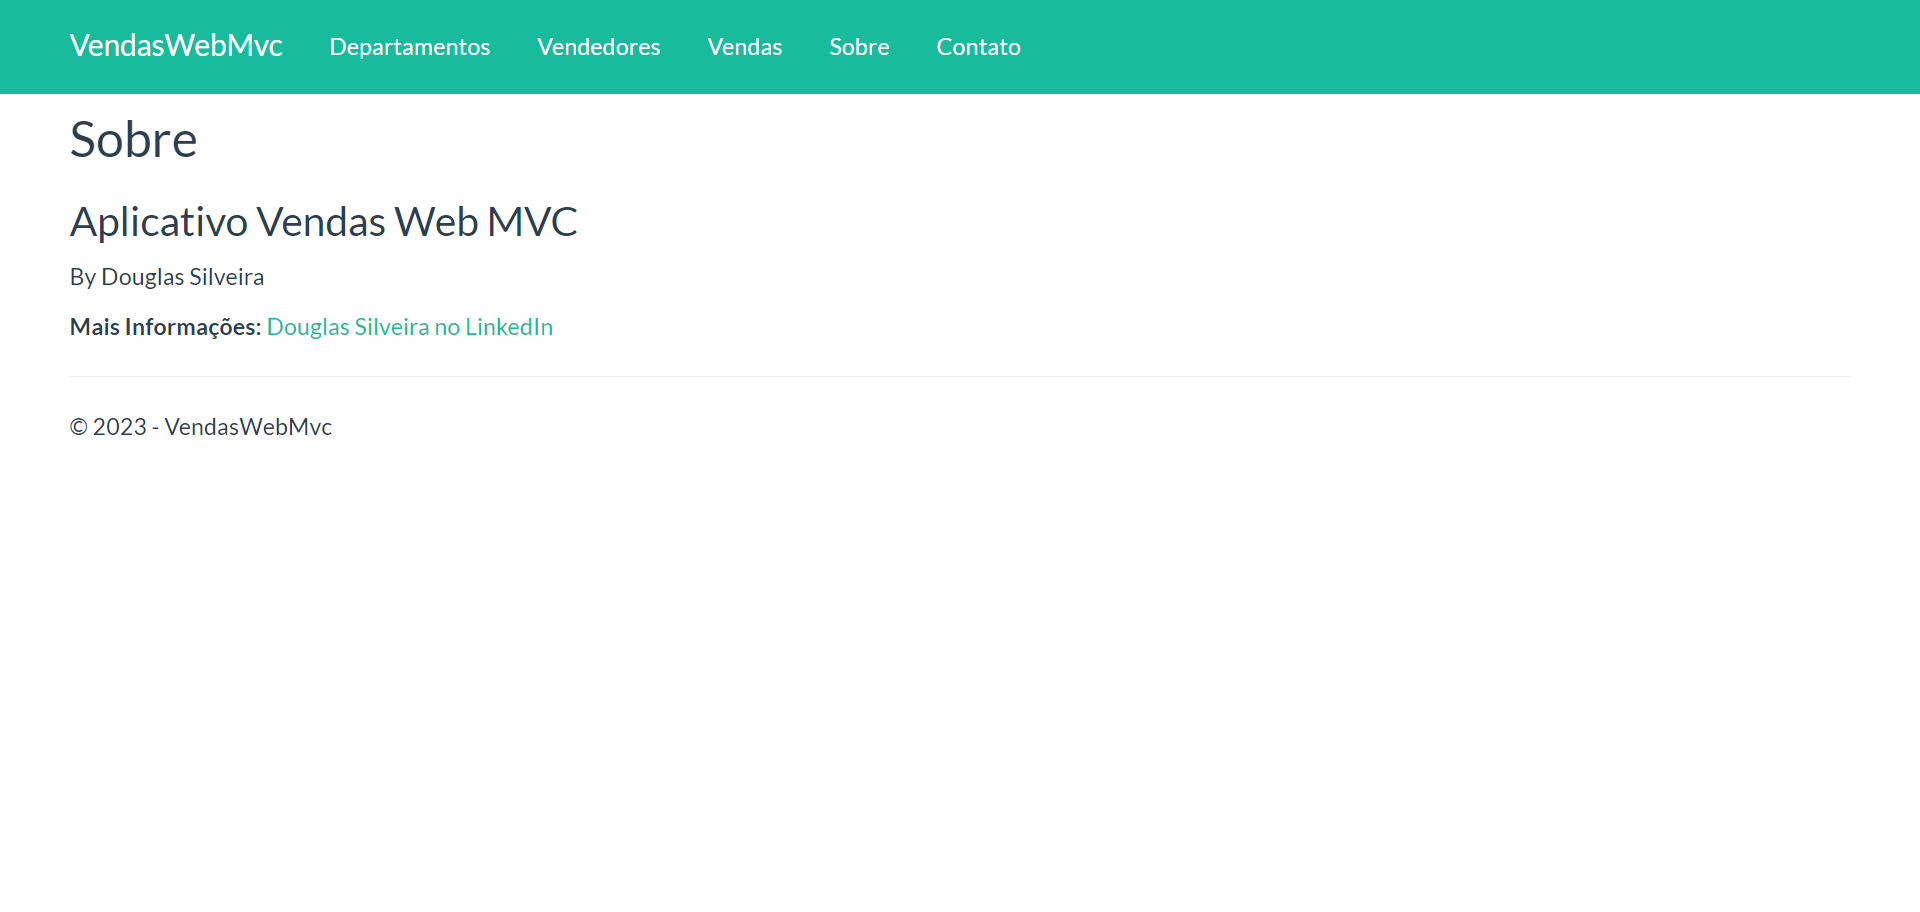 VendasWebMvc Departamentos Vendedores Vendas Sobre Contato
Sobre
Aplicativo Vendas Web MVC
By Douglas Silveira
Mais Informações: Douglas Silveira no LinkedIn
© 2023 - VendasWebMvc